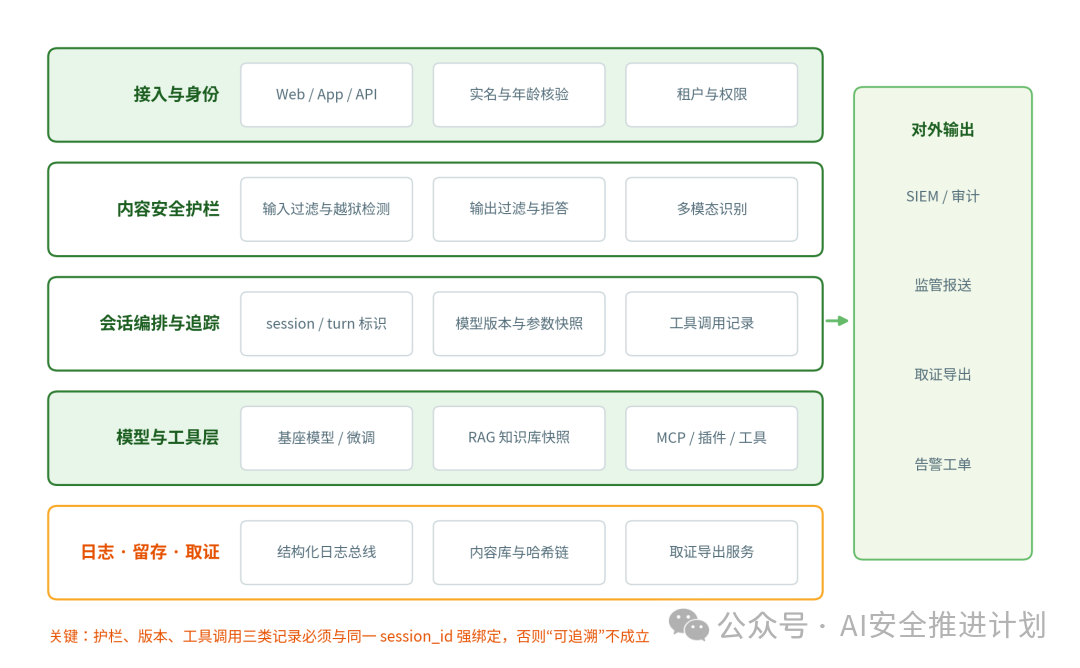 接入与身份
Web / App / API
实名与年龄核验
租户与权限
内容安全护栏
输入过滤与越狱检测
输出过滤与拒答
多模态识别
会话编排与追踪
session / turn 标识
模型版本与参数快照
工具调用记录
模型与工具层
基座模型 / 微调
RAG 知识库快照
MCP / 插件 / 工具
日志 · 留存 · 取证
结构化日志总线
内容库与哈希链
取证导出服务
对外输出
SIEM / 审计
监管报送
取证导出
告警工单
关键：护栏、版本、工具调用三类记录必须与同一 session_id 强绑定，否则“可追溯”不成立
公众号 · AI安全推进计划